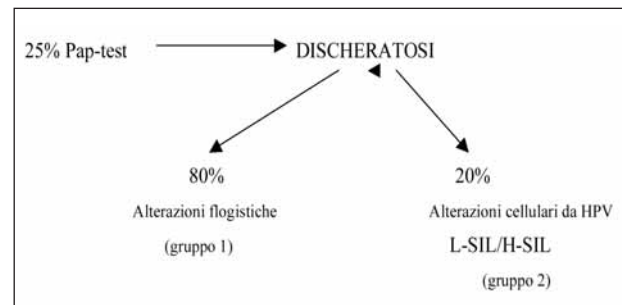 25% Pap-test DISCHERATOSI
80% 20%
Alterazioni flogistiche Alterazioni cellulari da HPV
(gruppo 1) L-SIL/H-SIL
(gruppo 2)